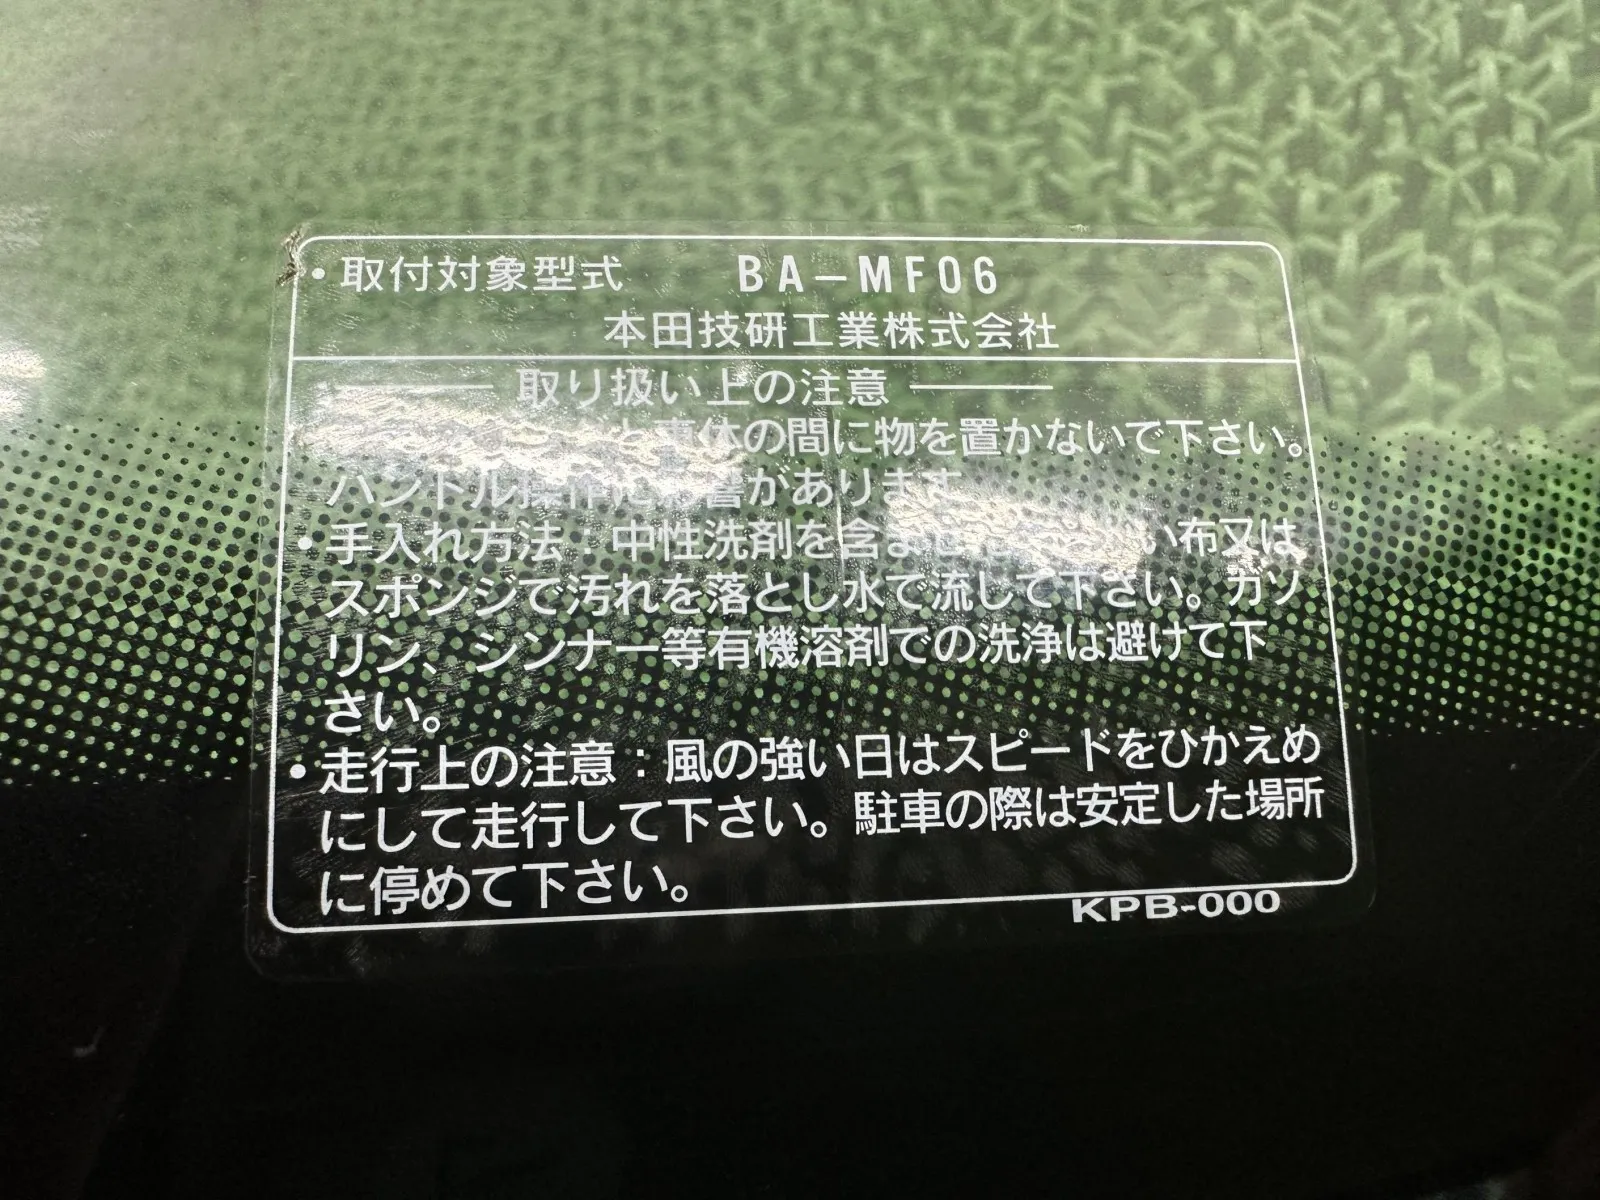 • 取付対象型式 BA-MF06
本田技研工業株式会社
取り扱い上の注意
と車体の間に物を置かないで下さい。
ハンドル操作に影響があります
• 手入れ方法：中性洗剤を含ませた い布又は
スポンジで汚れを落とし水で流して下さい。ガソ
リン、シンナー等有機溶剤での洗浄は避けて下
さい。
• 走行上の注意：風の強い日はスピードをひかえめ
にして走行して下さい。駐車の際は安定した場所
に停めて下さい。
KPB-000